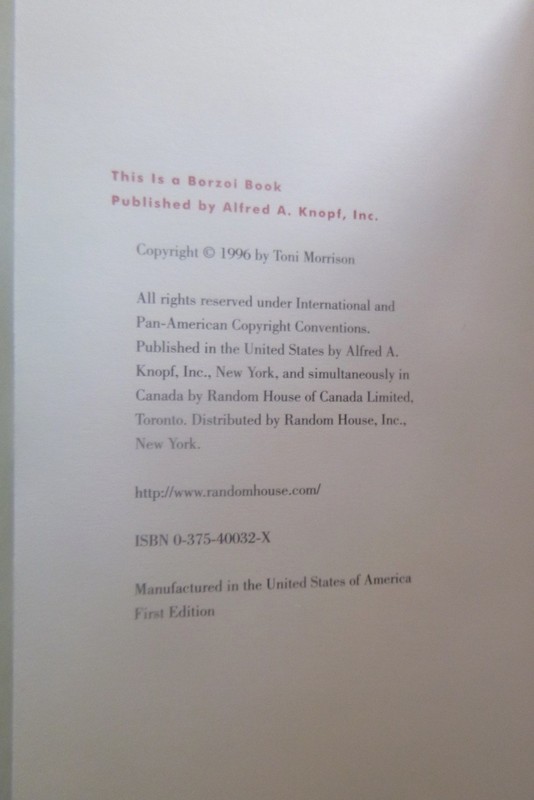 This Is a Borzoi Book
Published by Alfred A. Knopf, Inc.
Copyright © 1996 by Toni Morrison
All rights reserved under International and
Pan-American Copyright Conventions.
Published in the United States by Alfred A.
Knopf, Inc., New York, and simultaneously in
Canada by Random House of Canada Limited,
Toronto. Distributed by Random House, Inc.,
New York.
http://www.randomhouse.com/
ISBN 0-375-40032-X
Manufactured in the United States of America
First Edition